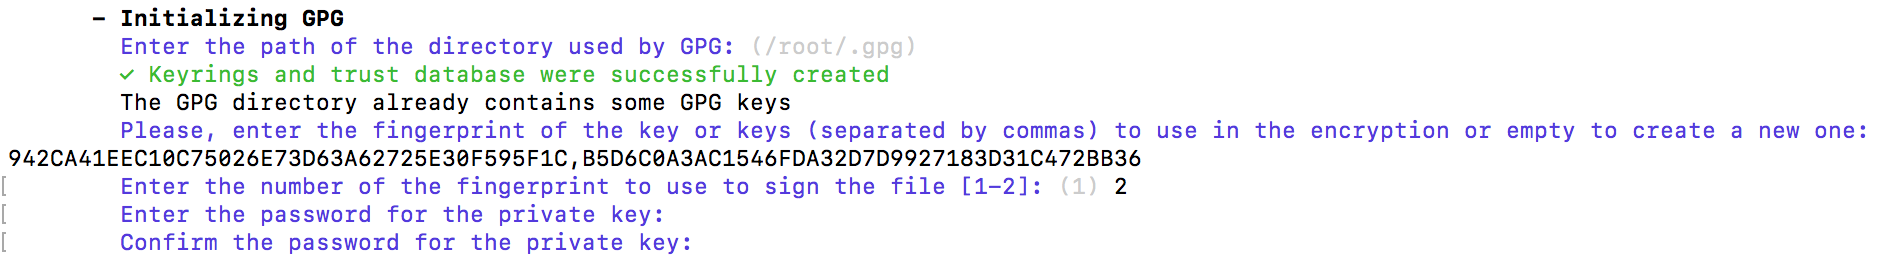 - Initializing GPG
Enter the path of the directory used by GPG: (/root/.gpg)
✓ Keyrings and trust database were successfully created
The GPG directory already contains some GPG keys
Please, enter the fingerprint of the key or keys (separated by commas) to use in the encryption or empty to create a new one:
942CA41EEC10C75026E73D63A62725E30F595F1C,B5D6C0A3AC1546FDA32D7D9927183D31C472BB36
[ Enter the number of the fingerprint to use to sign the file [1-2]: (1) 2
[ Enter the password for the private key:
[ Confirm the password for the private key: